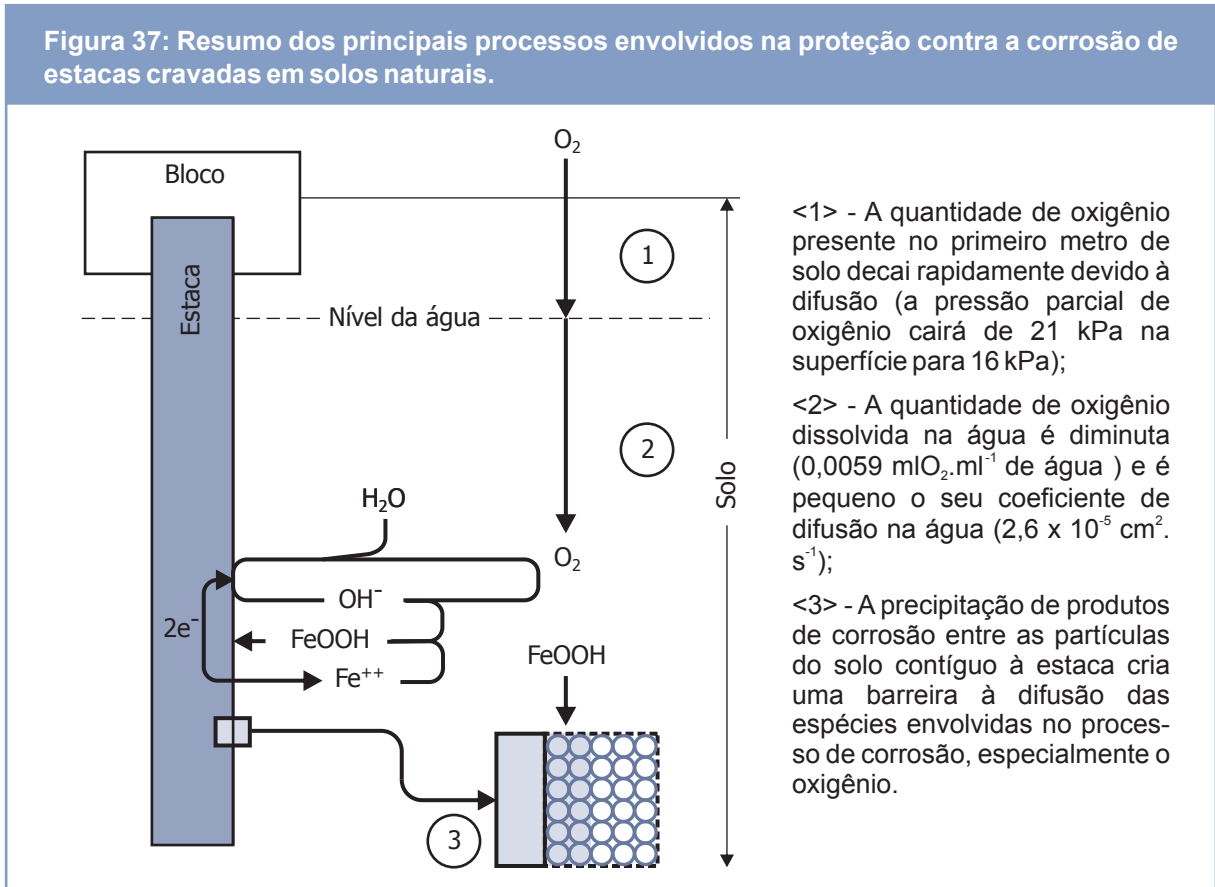 Figura 37: Resumo dos principais processos envolvidos na proteção contra a corrosão de
estacas cravadas em solos naturais.
O₂
Bloco
1
Estaca
Nível da água
2
Solo
H₂O
O₂
OH⁻
2e⁻
FeOOH
FeOOH
Fe⁺⁺
3
<1> - A quantidade de oxigênio
presente no primeiro metro de
solo decai rapidamente devido à
difusão (a pressão parcial de
oxigênio cairá de 21 kPa na
superfície para 16 kPa);
<2> - A quantidade de oxigênio
dissolvida na água é diminuta
(0,0059 mlO₂.ml⁻¹ de água ) e é
pequeno o seu coeficiente de
difusão na água (2,6 x 10⁻⁵ cm².
s⁻¹);
<3> - A precipitação de produtos
de corrosão entre as partículas
do solo contíguo à estaca cria
uma barreira à difusão das
espécies envolvidas no proces-
so de corrosão, especialmente o
oxigênio.